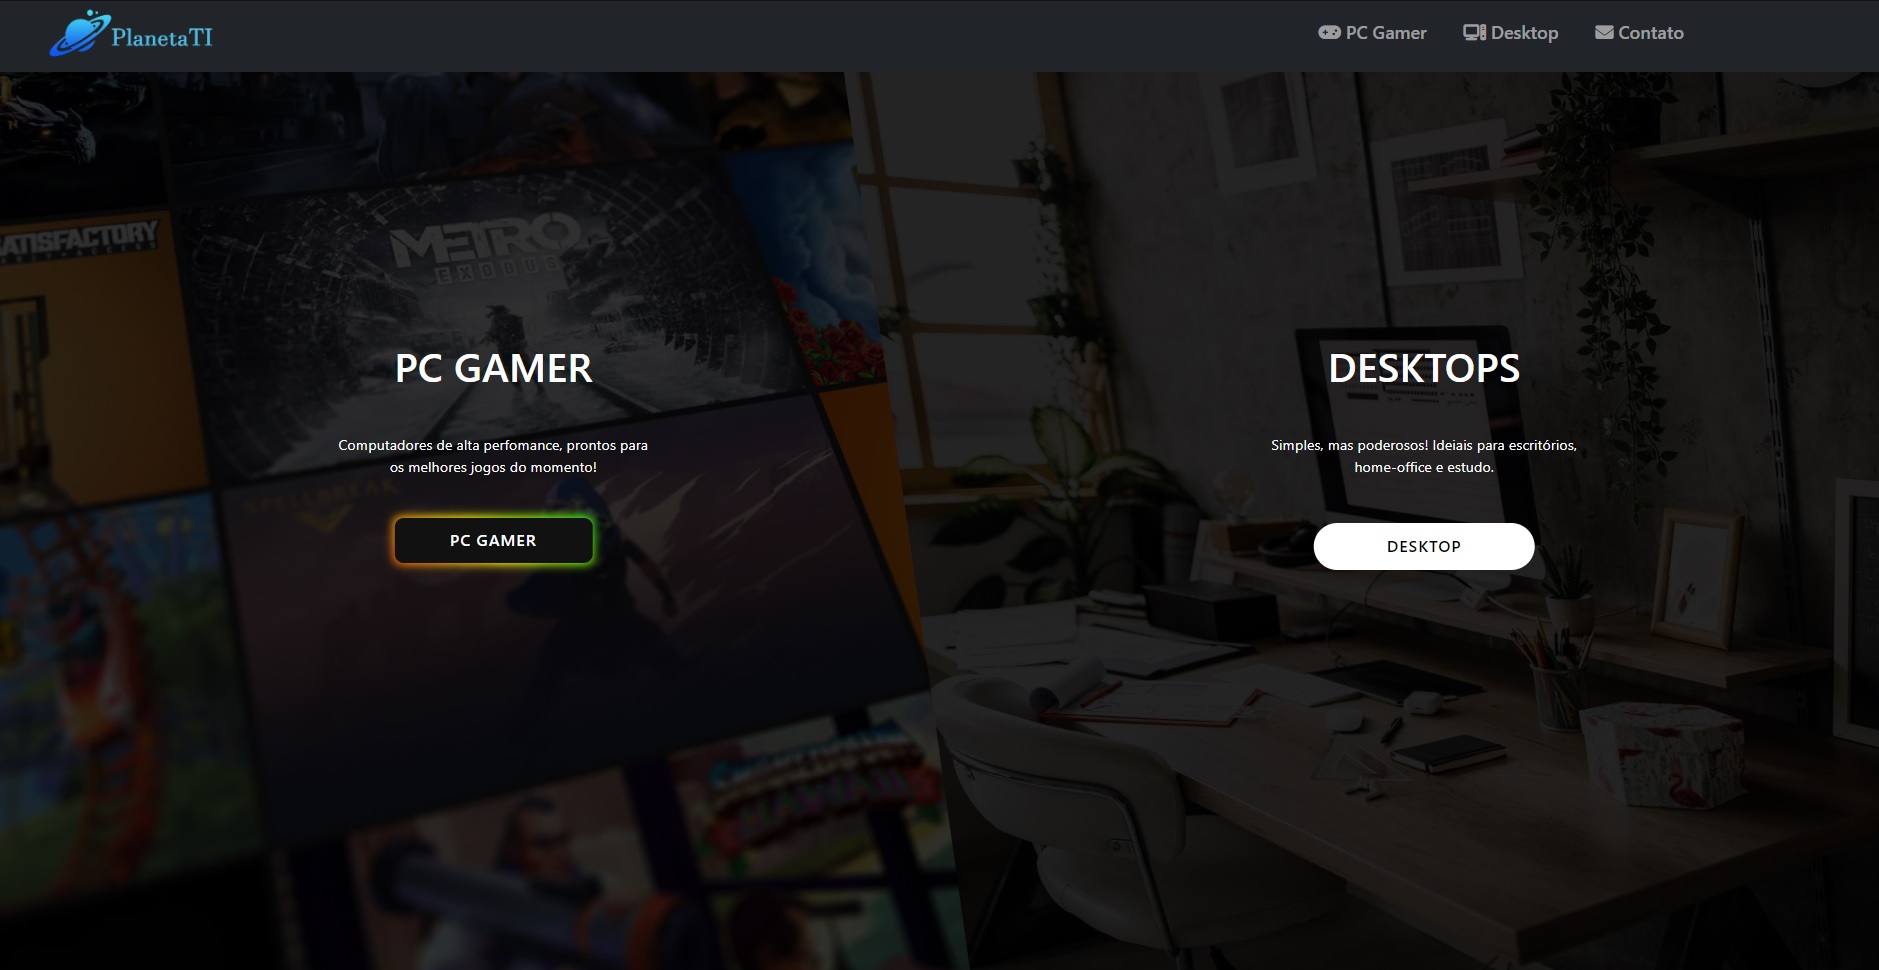 PlanetaTI
PC Gamer
Desktop
Contato
ATISFACTORY
METRO
EXODUS
PC GAMER
Computadores de alta perfomance, prontos para
os melhores jogos do momento!
SPELLBREAK
PC GAMER
DESKTOPS
Simples, mas poderosos! Ideiais para escritórios,
home-office e estudo.
DESKTOP